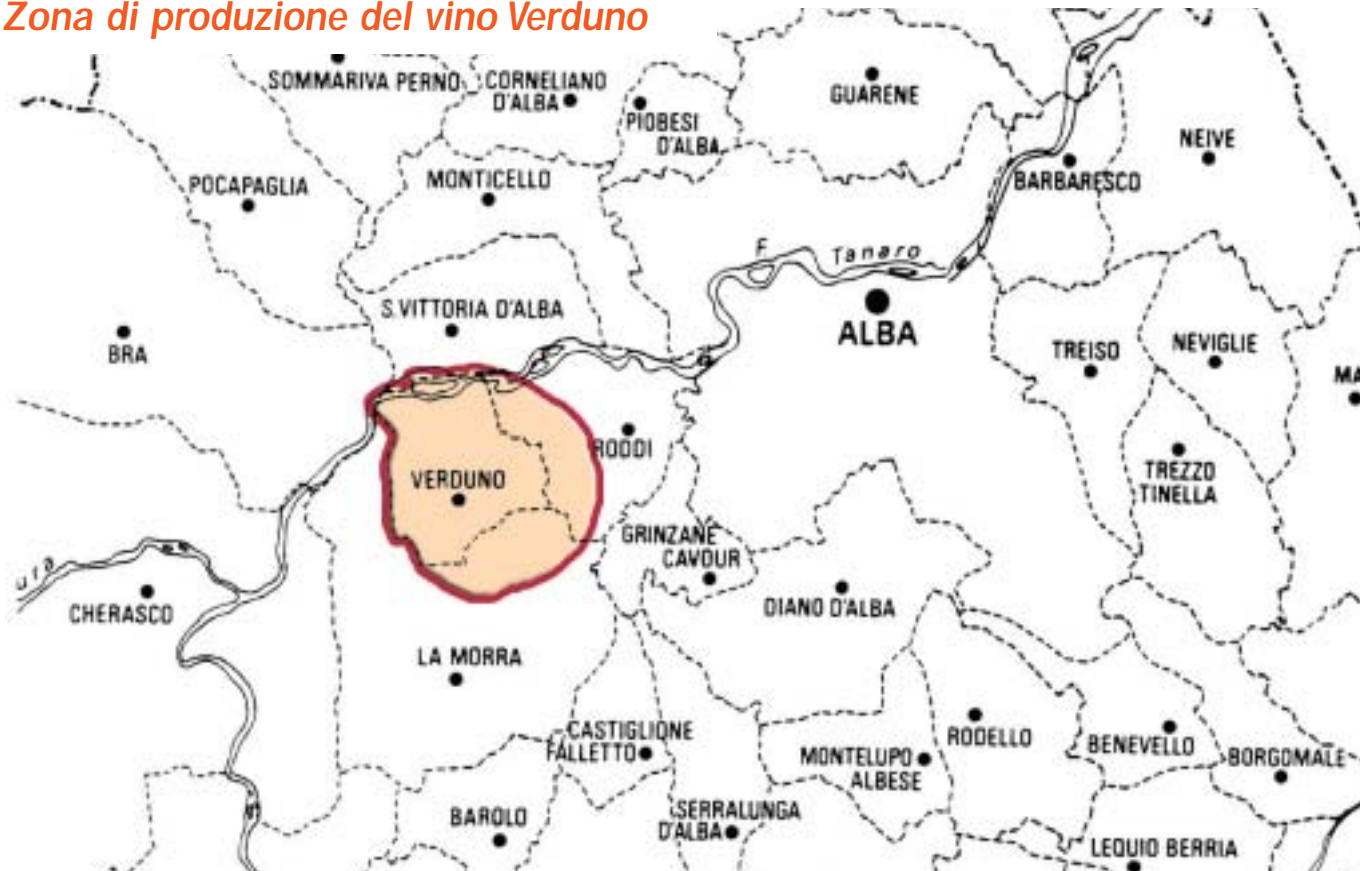 Zona di produzione del vino Verduno
SOMMARIVA PERNO
CORNELIANO
D'ALBA
PIOBESI
D'ALBA
GUARENE
NEIVE
BARBARESCO
POCAPAGLIA
MONTICELLO
F Tanaro
S.VITTORIA D'ALBA
ALBA
BRA
TREISO
NEVIGLIE
MA
RODDI
VERDUNO
TREZZO
TINELLA
GRINZANE
CAVOUR
ura
CHERASCO
DIANO D'ALBA
LA MORRA
CASTIGLIONE
FALLETTO
MONTELUPO
ALBESE
RODELLO
BENEVELLO
BORGOMALE
BAROLO
SERRALUNGA
D'ALBA
LEQUIO BERRIA